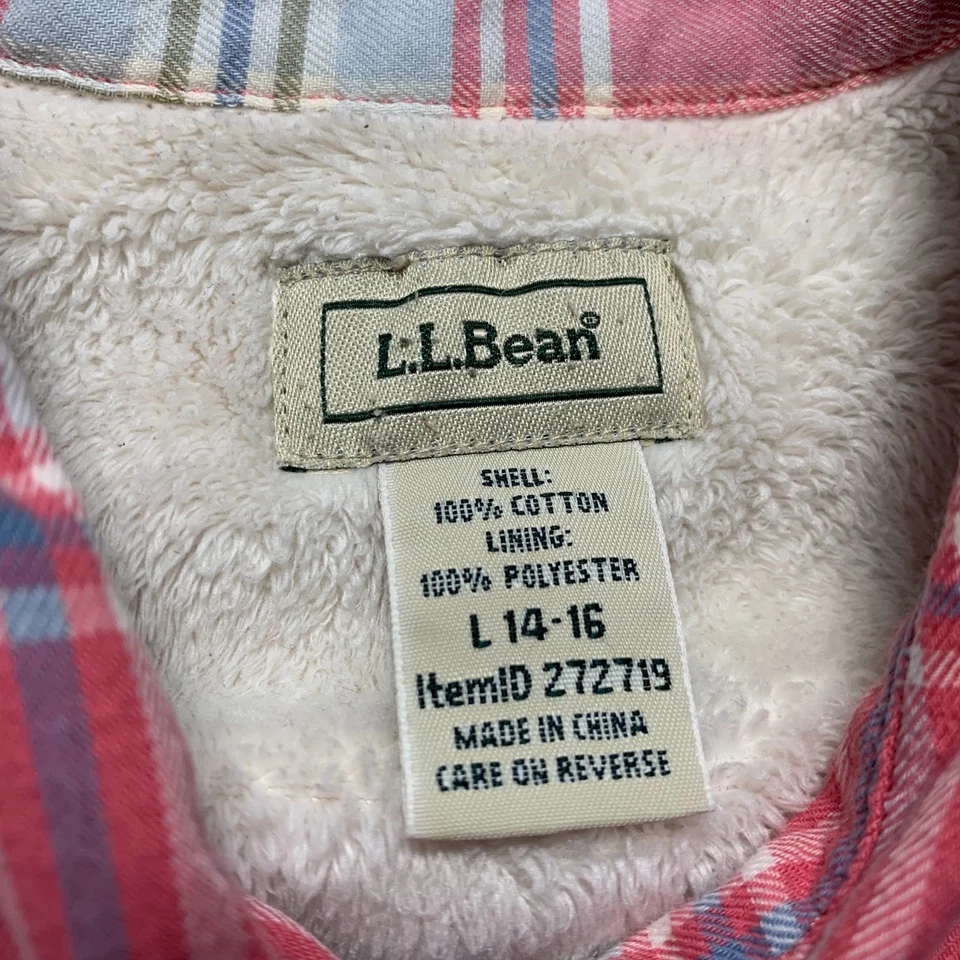 L.L.Bean®
SHELL:
100% COTTON
LINING:
100% POLYESTER
L 14-16
ItemID 272719
MADE IN CHINA
CARE ON REVERSE